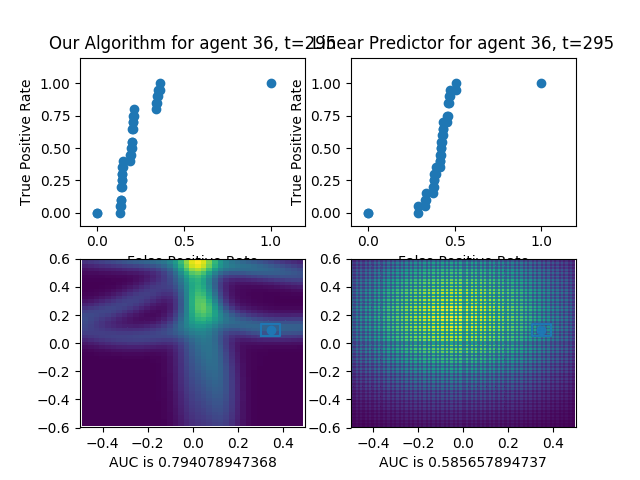 Our Algorithm for agent 36, t=295
Linear Predictor for agent 36, t=295
True Positive Rate
1.00
0.75
0.50
0.25
0.00
0.0 0.5 1.0
False Positive Rate
True Positive Rate
1.00
0.75
0.50
0.25
0.00
0.0 0.5 1.0
False Positive Rate
0.6
0.4
0.2
0.0
−0.2
−0.4
−0.6
−0.4 −0.2 0.0 0.2 0.4
AUC is 0.794078947368
0.6
0.4
0.2
0.0
−0.2
−0.4
−0.6
−0.4 −0.2 0.0 0.2 0.4
AUC is 0.585657894737